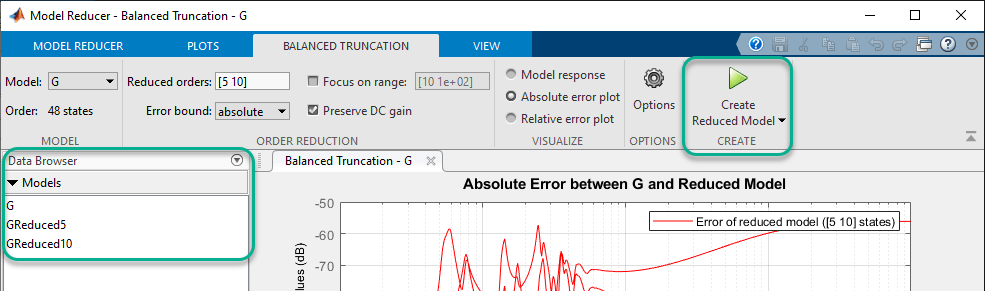 Model Reducer - Balanced Truncation - G
MODEL REDUCER PLOTS BALANCED TRUNCATION VIEW
Model: G Reduced orders: [5 10] Focus on range: [10 1e+02] Model response
Order: 48 states Error bound: absolute Preserve DC gain Absolute error plot
Relative error plot
Options
Create
Reduced Model
MODEL ORDER REDUCTION VISUALIZE OPTIONS CREATE
Data Browser
Models
G
GReduced5
GReduced10
Balanced Truncation - G
Absolute Error between G and Reduced Model
-50
Error of reduced model ([5 10] states)
-60
-70